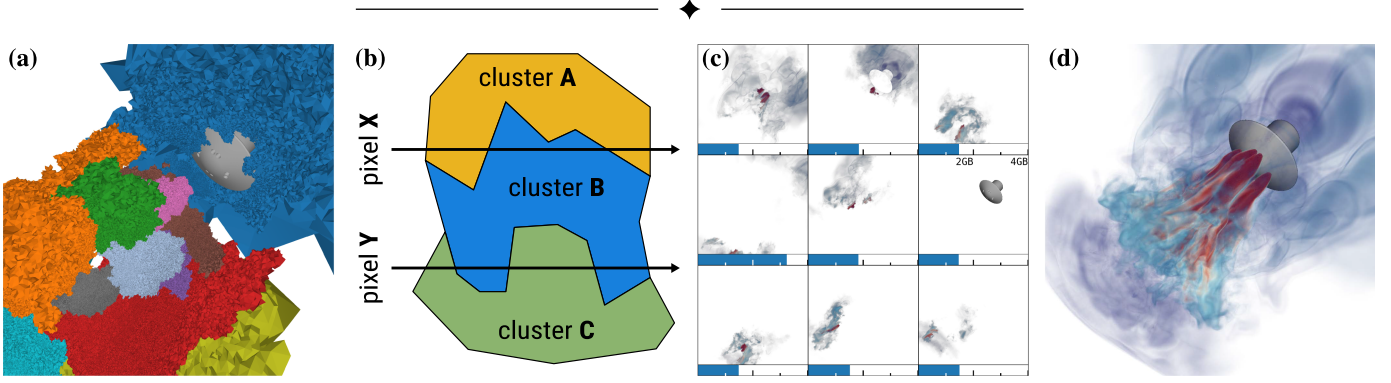 (a)
(b)
cluster A
pixel X
cluster B
pixel Y
cluster C
(c)
2GB
4GB
(d)